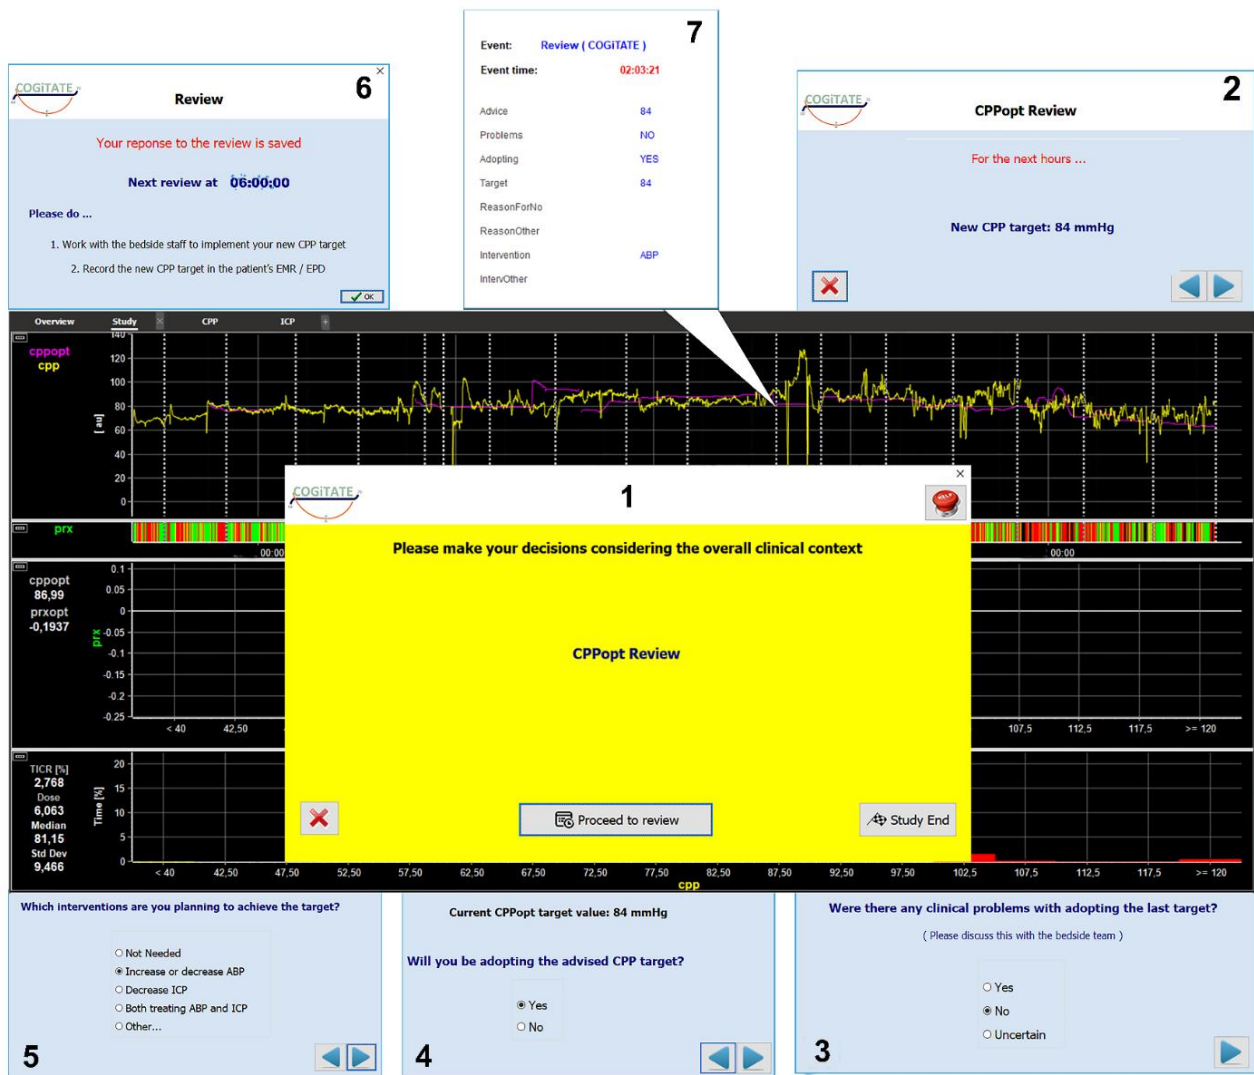 COGiTATE
Review
6
Your reponse to the review is saved
Next review at 06:00:00
Please do ...
1. Work with the bedside staff to implement your new CPP target
2. Record the new CPP target in the patient's EMR / EPD
OK
7
Event: Review ( COGiTATE )
Event time: 02:03:21
Advice 84
Problems NO
Adopting YES
Target 84
ReasonForNo
ReasonOther
Intervention ABP
IntervOther
COGiTATE
CPPopt Review
2
For the next hours ...
New CPP target: 84 mmHg
Overview Study CPP ICP
cppopt
cpp
[ au ]
140
120
100
80
60
40
20
0
prx
00:00 00:00
cppopt
86,99
prxopt
-0,1937
prx
0.1
0.05
0
-0.05
-0.1
-0.15
-0.2
-0.25
< 40 42,50 107,5 112,5 117,5 >= 120
COGiTATE
1
HELP
Please make your decisions considering the overall clinical context
CPPopt Review
Proceed to review
Study End
TICR [%]
2,768
Dose
6,063
Median
81,15
Std Dev
9,466
Time [%]
20
15
10
5
0
< 40 42,50 47,50 52,50 57,50 62,50 67,50 72,50 77,50 82,50 87,50 92,50 97,50 102,5 107,5 112,5 117,5 >= 120
cpp
Which interventions are you planning to achieve the target?
Not Needed
Increase or decrease ABP
Decrease ICP
Both treating ABP and ICP
Other...
5
Current CPPopt target value: 84 mmHg
Will you be adopting the advised CPP target?
Yes
No
4
Were there any clinical problems with adopting the last target?
( Please discuss this with the bedside team )
Yes
No
Uncertain
3